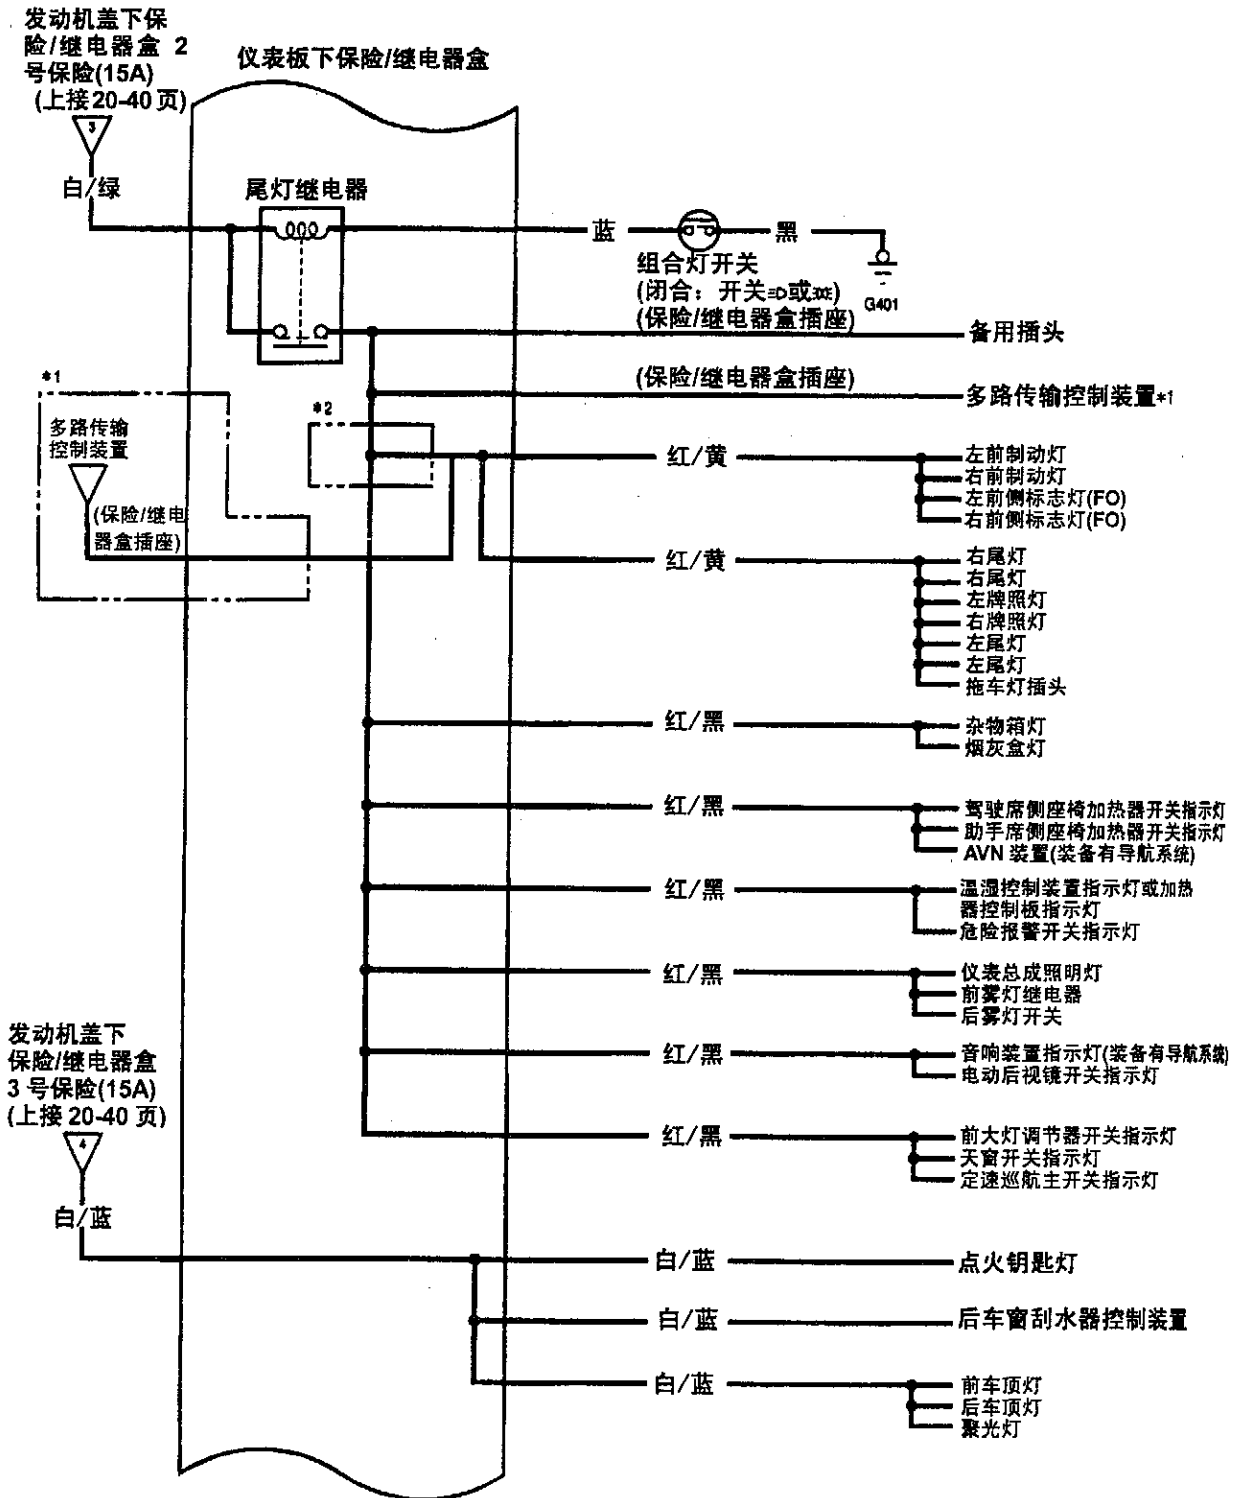 发动机盖下保
险/继电器盒 2
号保险(15A)
(上接20-40 页)
3
白/绿
仪表板下保险/继电器盒
尾灯继电器
蓝
黑
组合灯开关
(闭合：开关或)
(保险/继电器盒插座)
G401
备用插头
*1
多路传输
控制装置
(保险/继电
器盒插座)
*2
(保险/继电器盒插座)
多路传输控制装置*1
红/黄
左前制动灯
右前制动灯
左前侧标志灯(FO)
右前侧标志灯(FO)
红/黄
右尾灯
右尾灯
左牌照灯
右牌照灯
左尾灯
左尾灯
拖车灯插头
红/黑
杂物箱灯
烟灰盒灯
红/黑
驾驶席侧座椅加热器开关指示灯
助手席侧座椅加热器开关指示灯
AVN 装置(装备有导航系统)
红/黑
温湿控制装置指示灯或加热
器控制板指示灯
危险报警开关指示灯
红/黑
仪表总成照明灯
前雾灯继电器
后雾灯开关
红/黑
音响装置指示灯(装备有导航系统)
电动后视镜开关指示灯
红/黑
前大灯调节器开关指示灯
天窗开关指示灯
定速巡航主开关指示灯
发动机盖下
保险/继电器盒
3 号保险(15A)
(上接 20-40 页)
4
白/蓝
白/蓝
点火钥匙灯
白/蓝
后车窗刮水器控制装置
白/蓝
前车顶灯
后车顶灯
聚光灯